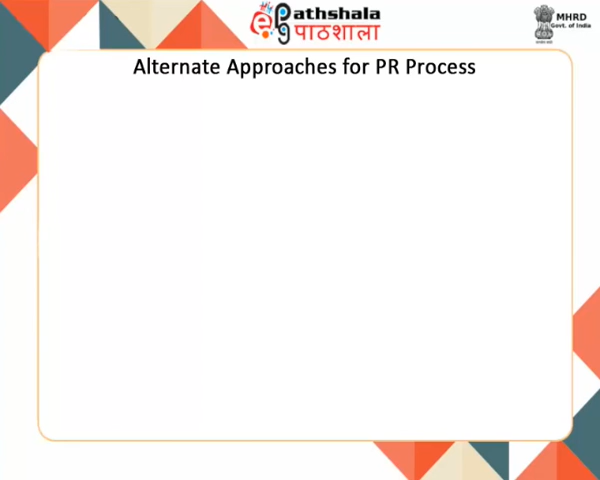 Pathshala
पाठशाला
MHRD
Govt. of India
Alternate Approaches for PR Process